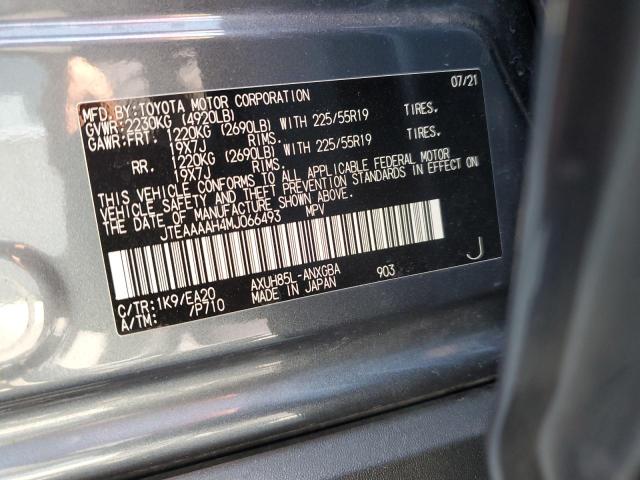 MFD.BY:TOYOTA MOTOR CORPORATION 07/21
GVWR:2230KG (4920LB)
GAWR:FRT: 1220KG (2690LB) WITH 225/55R19 TIRES.
19X7J RIMS.
RR. 1220KG (2690LB) WITH 225/55R19 TIRES.
19X7J RIMS.
THIS VEHICLE CONFORMS TO ALL APPLICABLE FEDERAL MOTOR
VEHICLE SAFETY AND THEFT PREVENTION STANDARDS IN EFFECT ON
THE DATE OF MANUFACTURE SHOWN ABOVE.
JTEAAAAH4MJ066493 MPV
J
C/TR:1K9/EA20 AXUH85L-ANXGBA 903
A/TM: /P710 MADE IN JAPAN